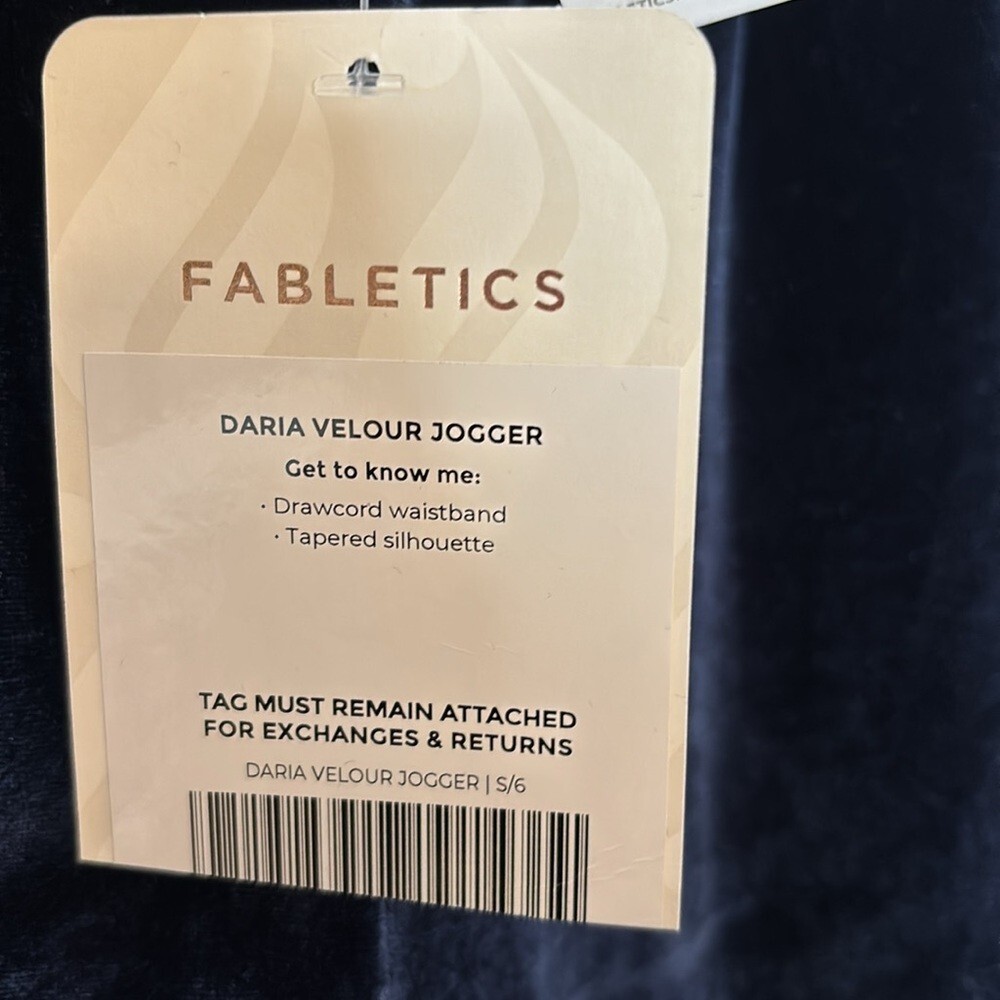 FABLETICS
DARIA VELOUR JOGGER
Get to know me:
· Drawcord waistband
· Tapered silhouette
TAG MUST REMAIN ATTACHED
FOR EXCHANGES & RETURNS
DARIA VELOUR JOGGER | S/6